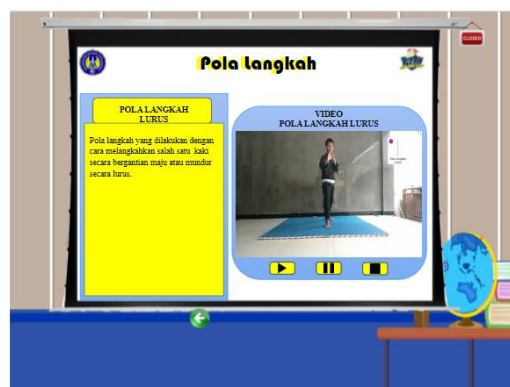 CLOSED
Pola Langkah
POLA LANGKAH
LURUS
Pola langkah yang dilakukan dengan
cara melangkahkan salah satu kaki
secara bergantian maju atau mundur
secara lurus.
VIDEO
POLA LANGKAH LURUS